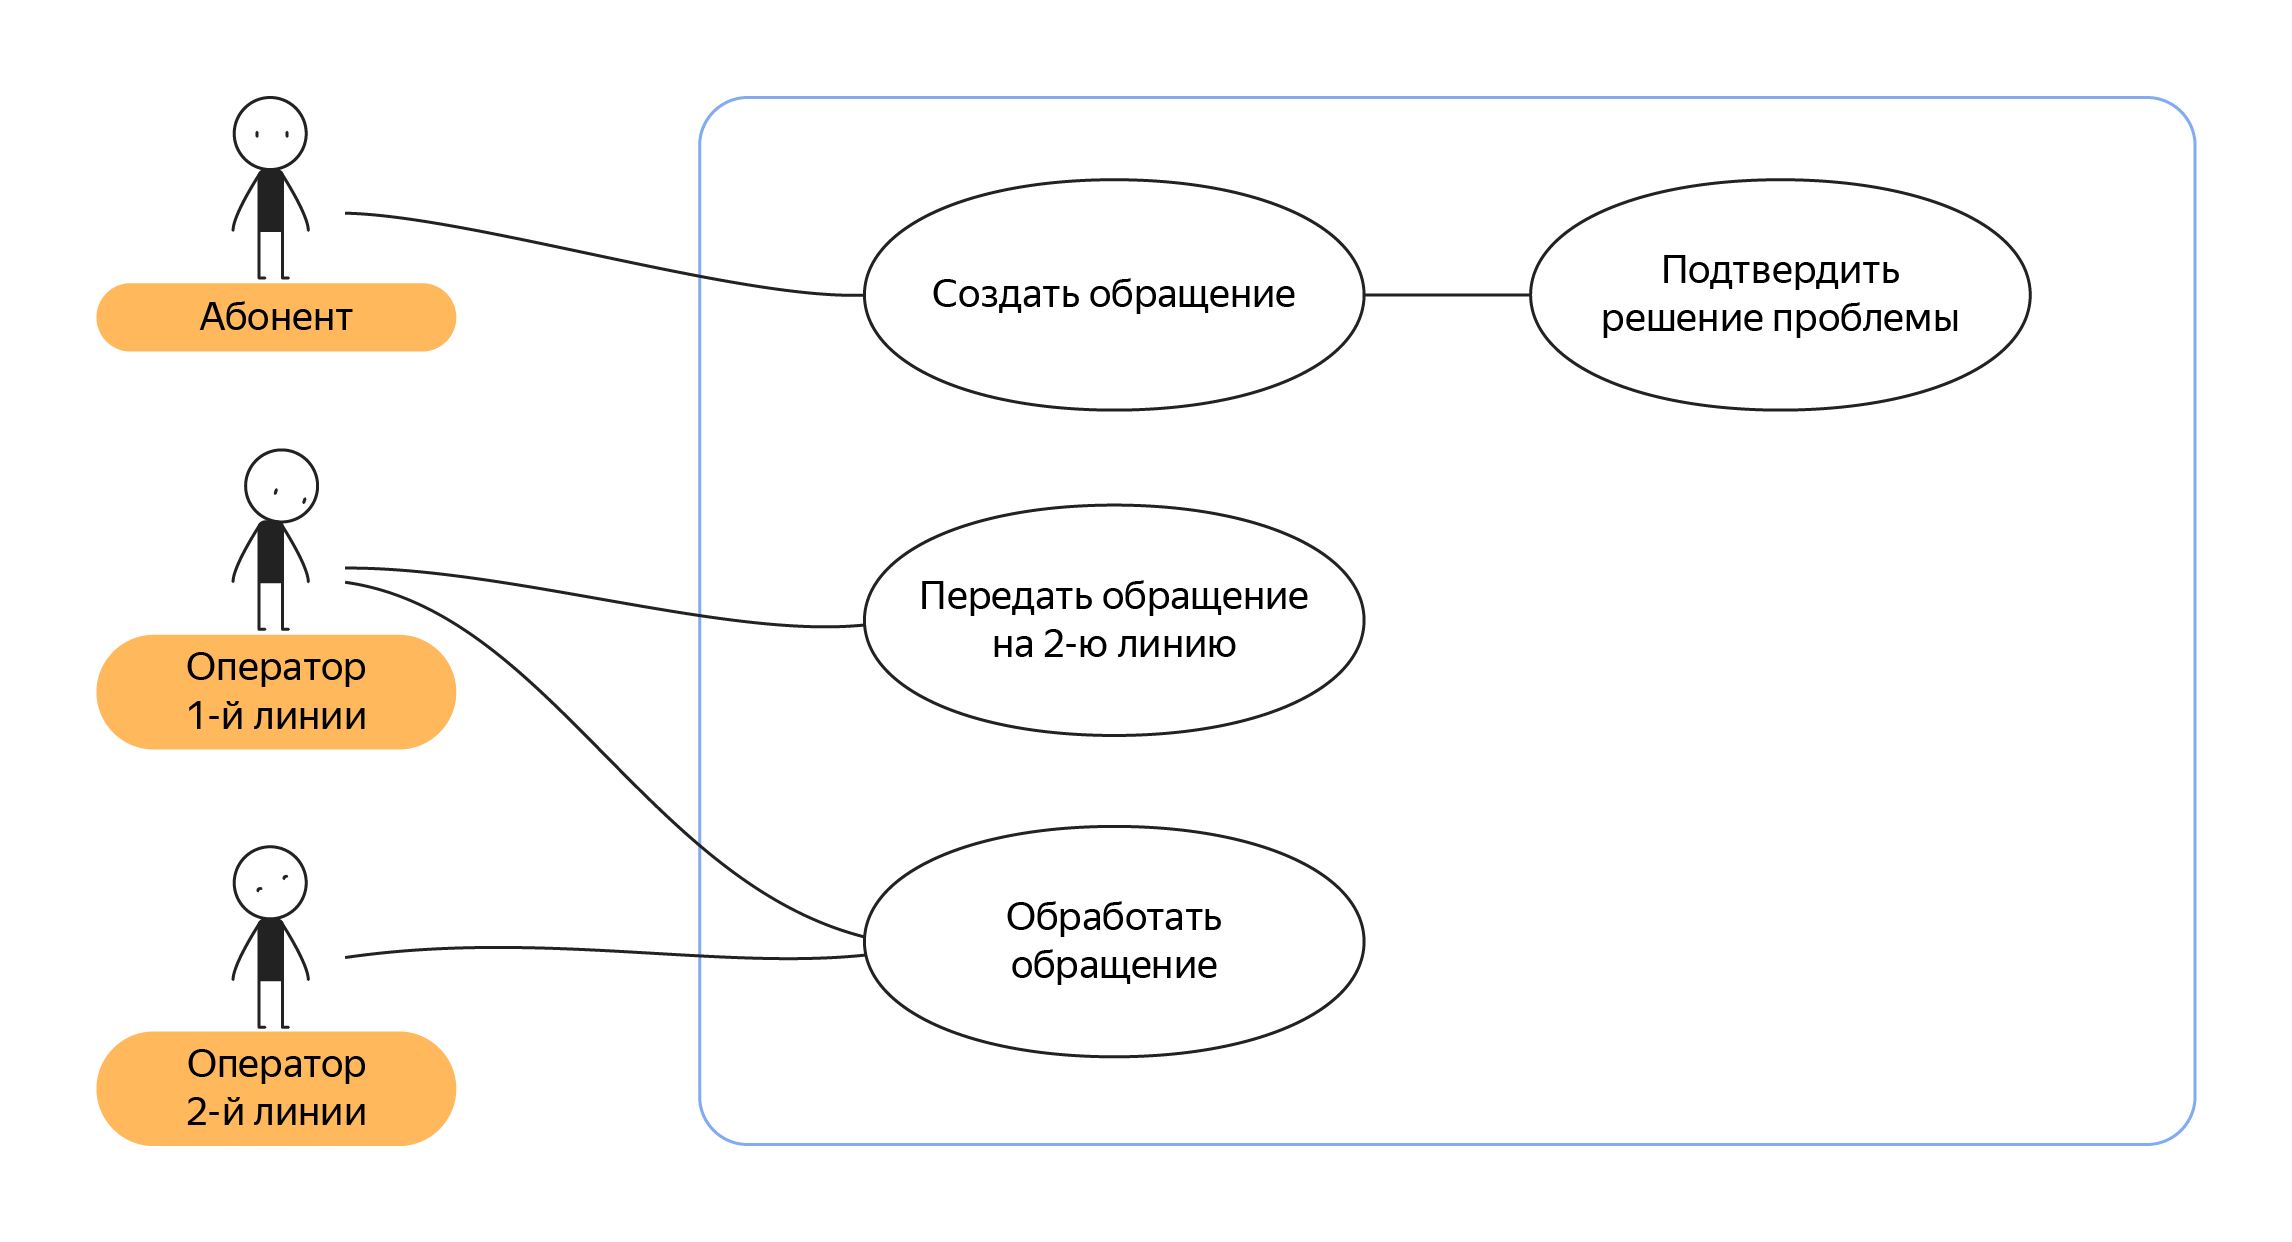 Абонент
Создать обращение
Подтвердить
решение проблемы
Оператор
1-й линии
Передать обращение
на 2-ю линию
Оператор
2-й линии
Обработать
обращение